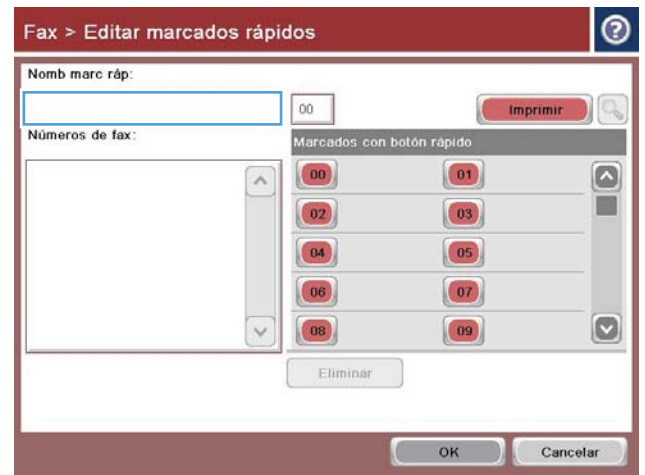 Fax > Editar marcados rápidos
?
Nomb marc ráp:
00
Imprimir
Números de fax:
Marcados con botón rápido
00 01
02 03
04 05
06 07
08 09
Eliminar
OK Cancelar